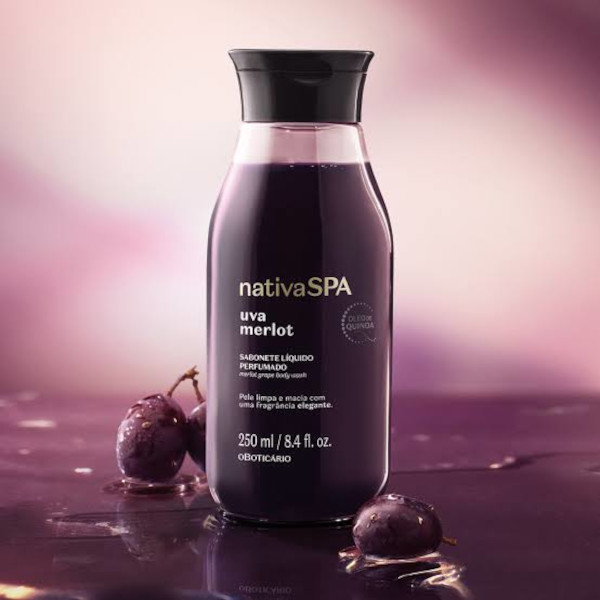 nativaSPA
uva
merlot
ÓLEO DE
QUINOA
SABONETE LÍQUIDO
PERFUMADO
merlot grape body wash
Pele limpa e macia com
uma fragrância elegante.
250 ml / 8.4 fl. oz.
oBOTICÁRIO